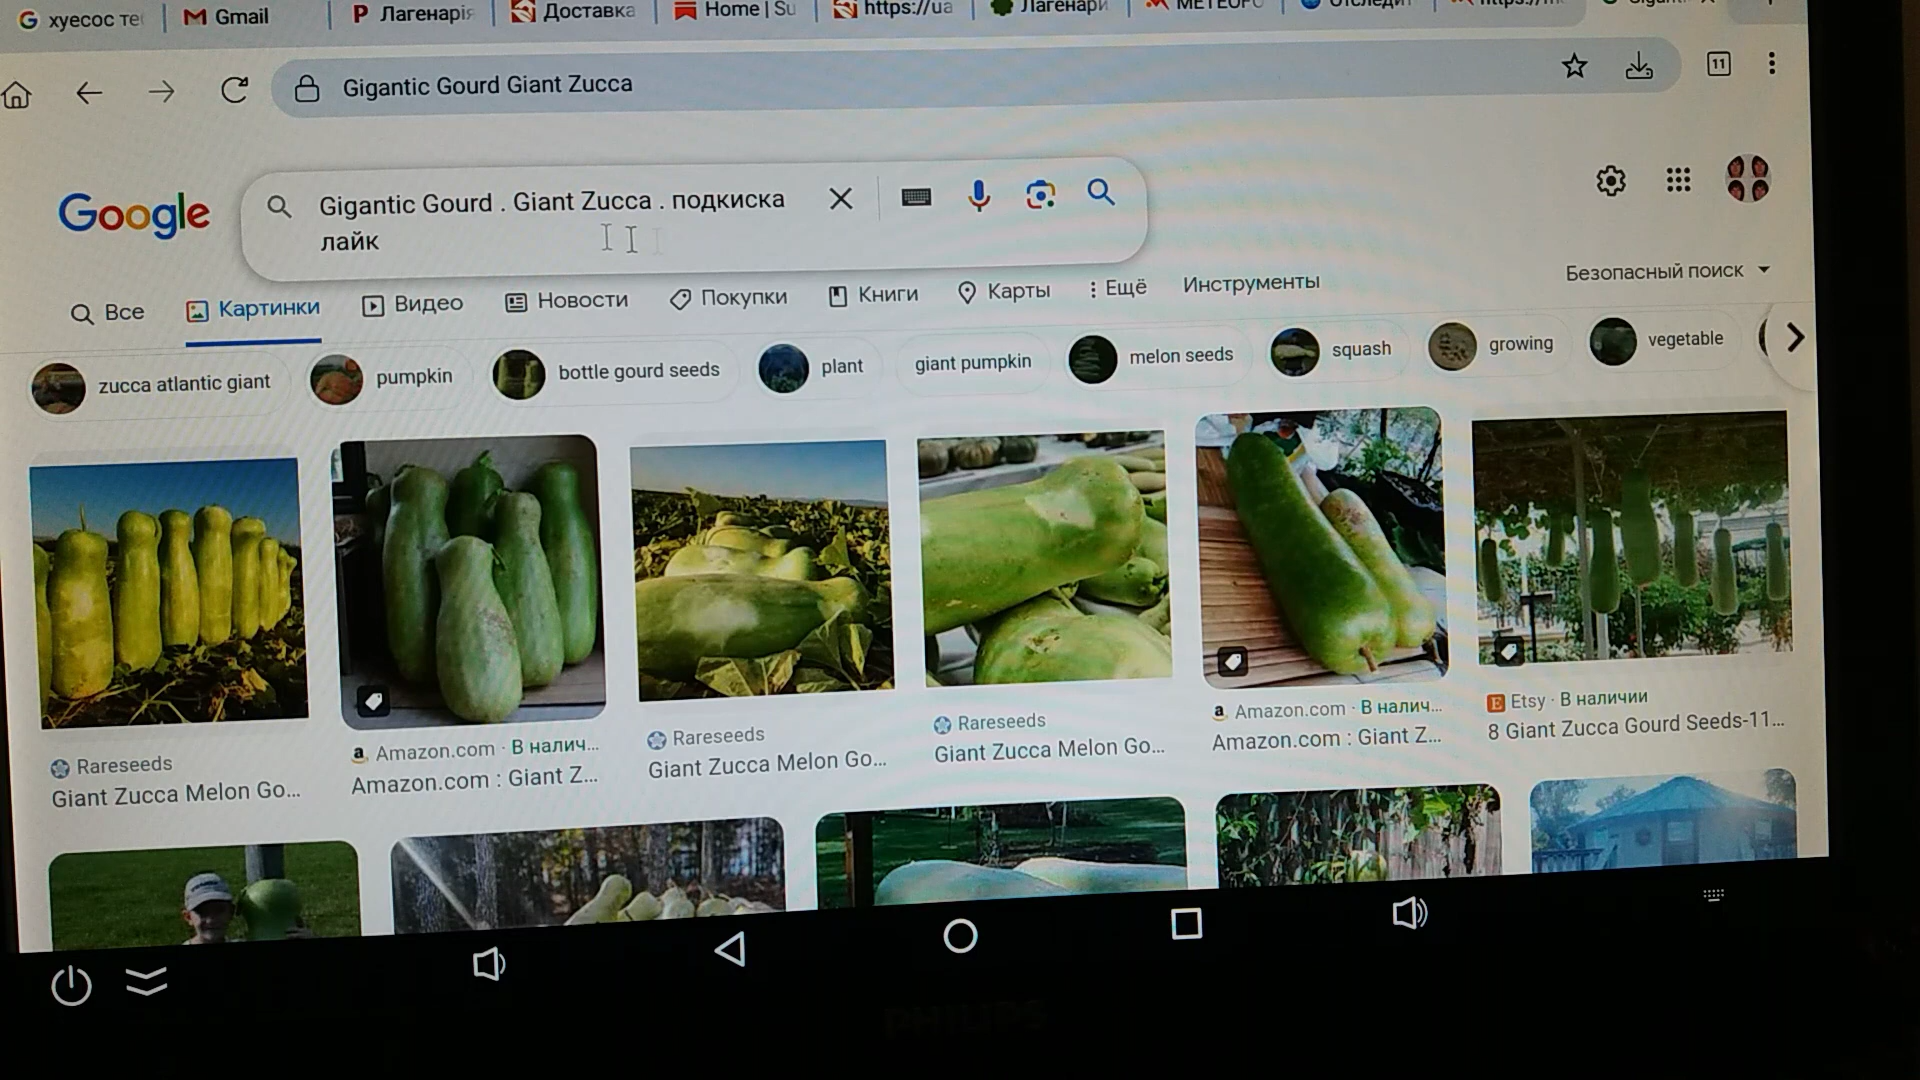 хуесос те
Gmail
Лагенарія
Доставка
Home | Su
https://ua
Лагенари
Gigantic Gourd Giant Zucca
11
Google
Gigantic Gourd . Giant Zucca . подкиска
лайк
Все
Картинки
Видео
Новости
Покупки
Книги
Карты
Ещё
Инструменты
Безопасный поиск
zucca atlantic giant
pumpkin
bottle gourd seeds
plant
giant pumpkin
melon seeds
squash
growing
vegetable
Rareseeds
Giant Zucca Melon Go...
Amazon.com · В налич...
Amazon.com : Giant Z...
Rareseeds
Giant Zucca Melon Go...
Rareseeds
Giant Zucca Melon Go...
Amazon.com · В налич...
Amazon.com : Giant Z...
Etsy · В наличии
8 Giant Zucca Gourd Seeds-11...
PHILIPS